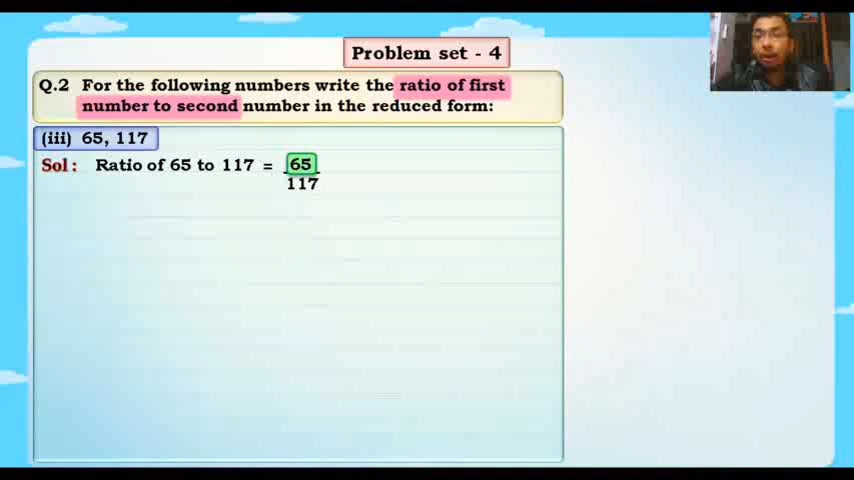 Problem set - 4
Q.2 For the following numbers write the ratio of first
number to second number in the reduced form:
(iii) 65, 117
Sol : Ratio of 65 to 117 = 65
117